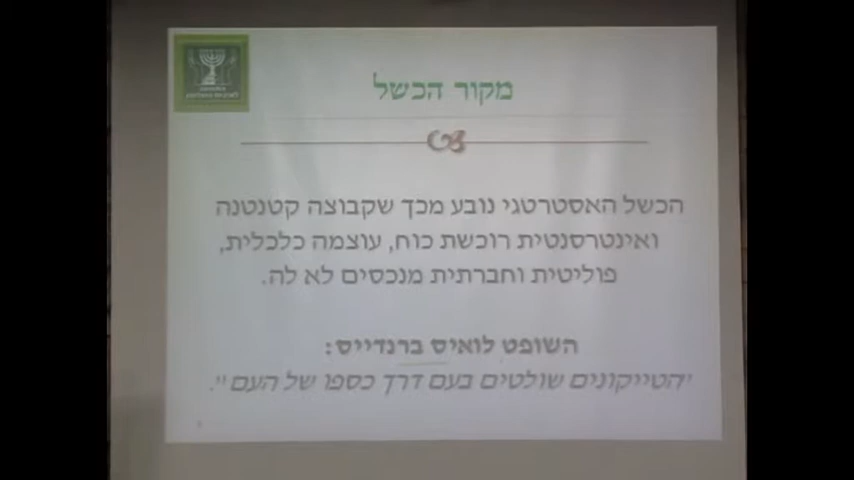 מקור הכשל
הכשל האסטרטגי נובע מכך שקבוצה קטנטנה
ואינטרסנטית רוכשת כוח, עוצמה כלכלית,
פוליטית וחברתית מנכסים לא לה.
השופט לואיס ברנדייס:
"הטייקונים שולטים בעם דרך כספו של העם".